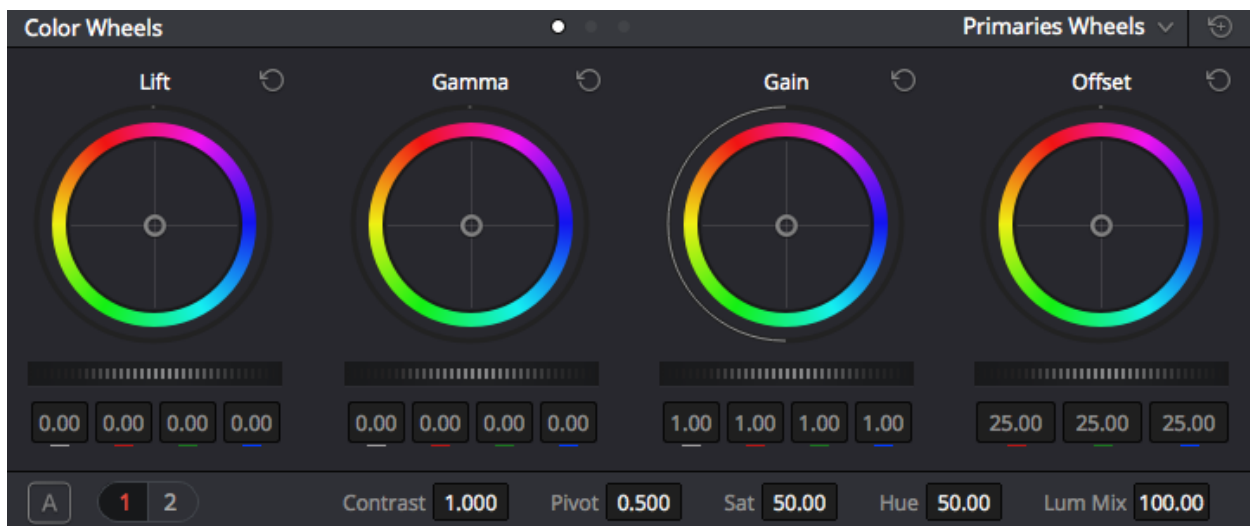 Color Wheels Primaries Wheels
Lift Gamma Gain Offset
0.00 0.00 0.00 0.00 0.00 0.00 0.00 0.00 1.00 1.00 1.00 1.00 25.00 25.00 25.00
A 1 2 Contrast 1.000 Pivot 0.500 Sat 50.00 Hue 50.00 Lum Mix 100.00